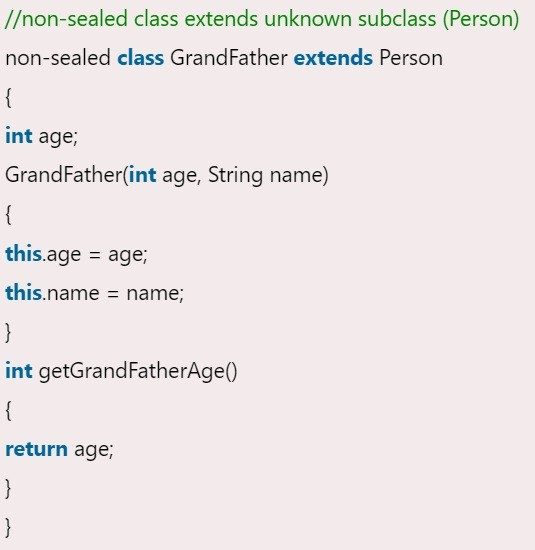 //non-sealed class extends unknown subclass (Person)
non-sealed class GrandFather extends Person
{
int age;
GrandFather(int age, String name)
{
this.age = age;
this.name = name;
}
int getGrandFatherAge()
{
return age;
}
}